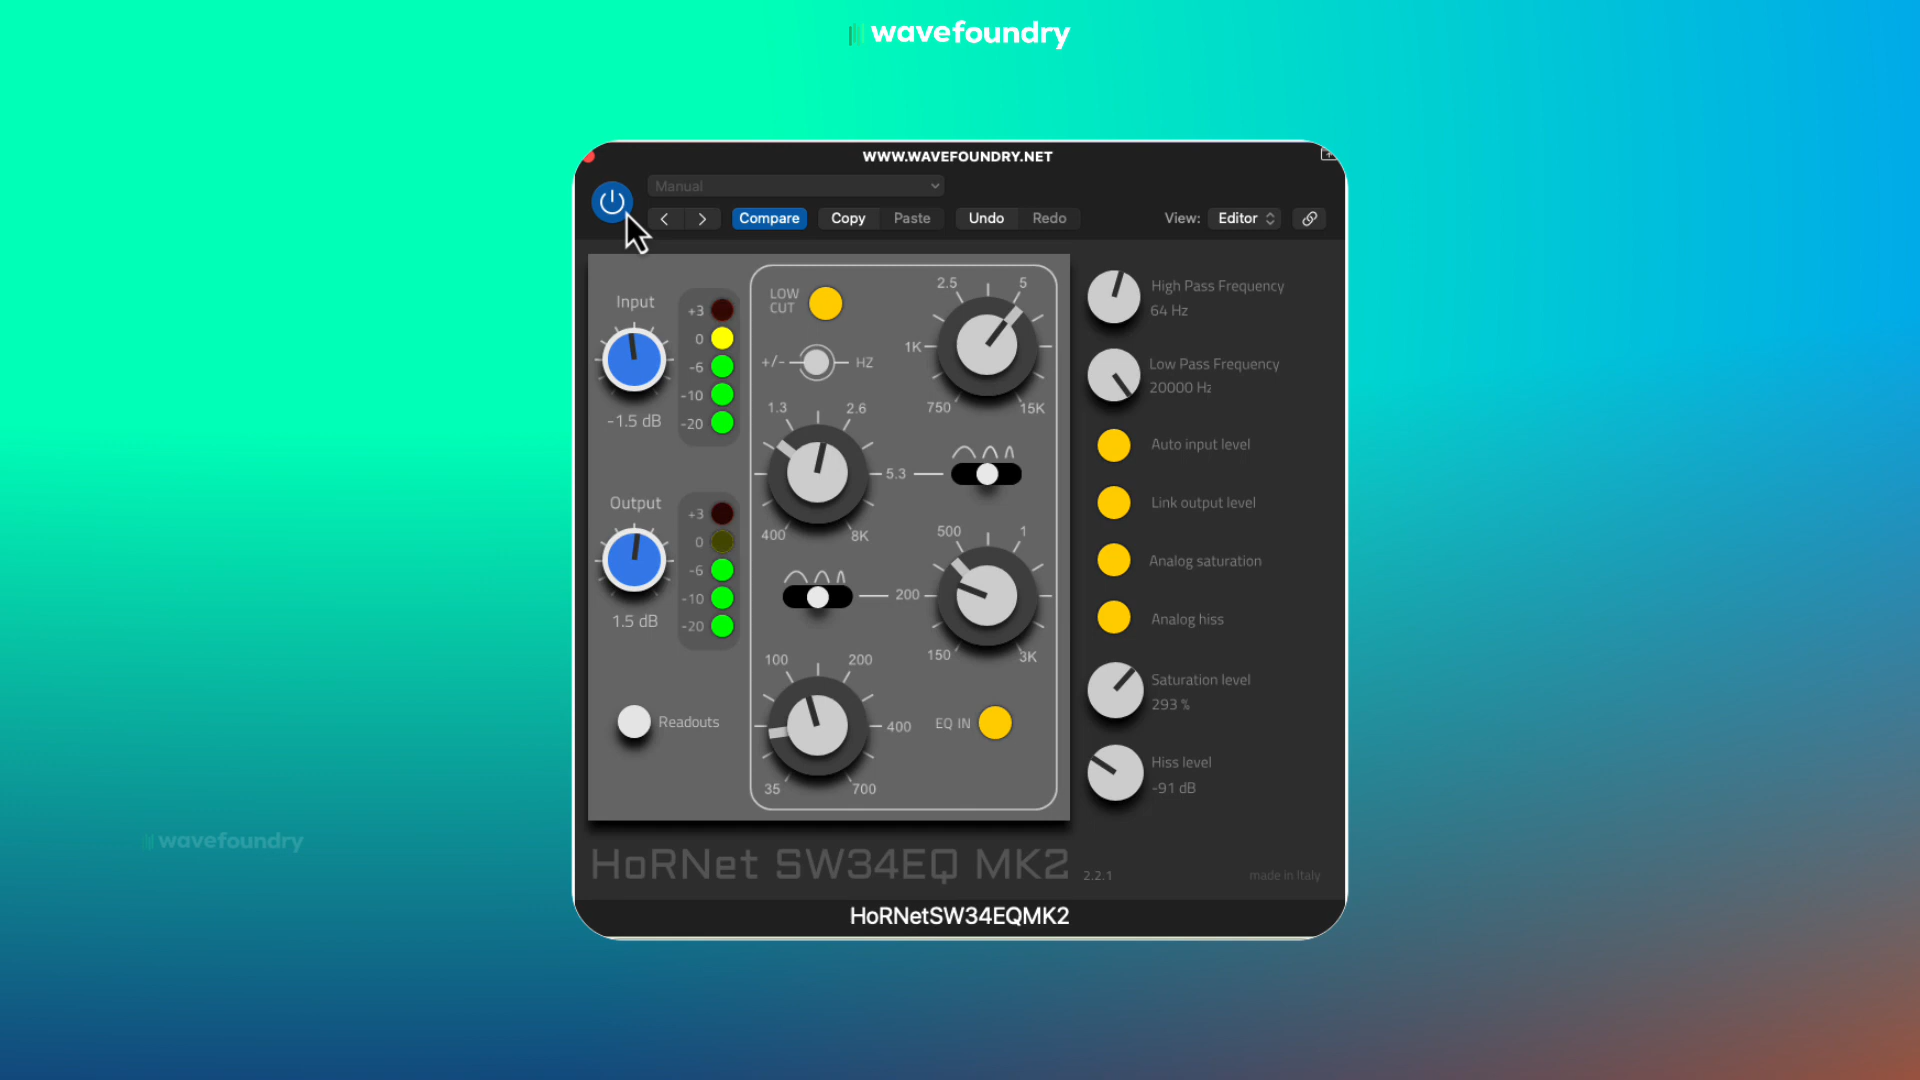 wavefoundry
WWW.WAVEFOUNDRY.NET
Manual
Compare Copy Paste Undo Redo View: Editor
Input
+3
0
-6
-10
-20
-1.5 dB
Output
+3
0
-6
-10
-20
1.5 dB
Readouts
LOW
CUT
+/- HZ
2.5 5
1K
750 15K
1.3 2.6
5.3
400 8K
500 1
200
150 3K
100 200
400
35 700
EQ IN
High Pass Frequency
64 Hz
Low Pass Frequency
20000 Hz
Auto input level
Link output level
Analog saturation
Analog hiss
Saturation level
293 %
Hiss level
-91 dB
wavefoundry
HoRNet SW34EQ MK2 2.2.1 made in Italy
HoRNetSW34EQMK2